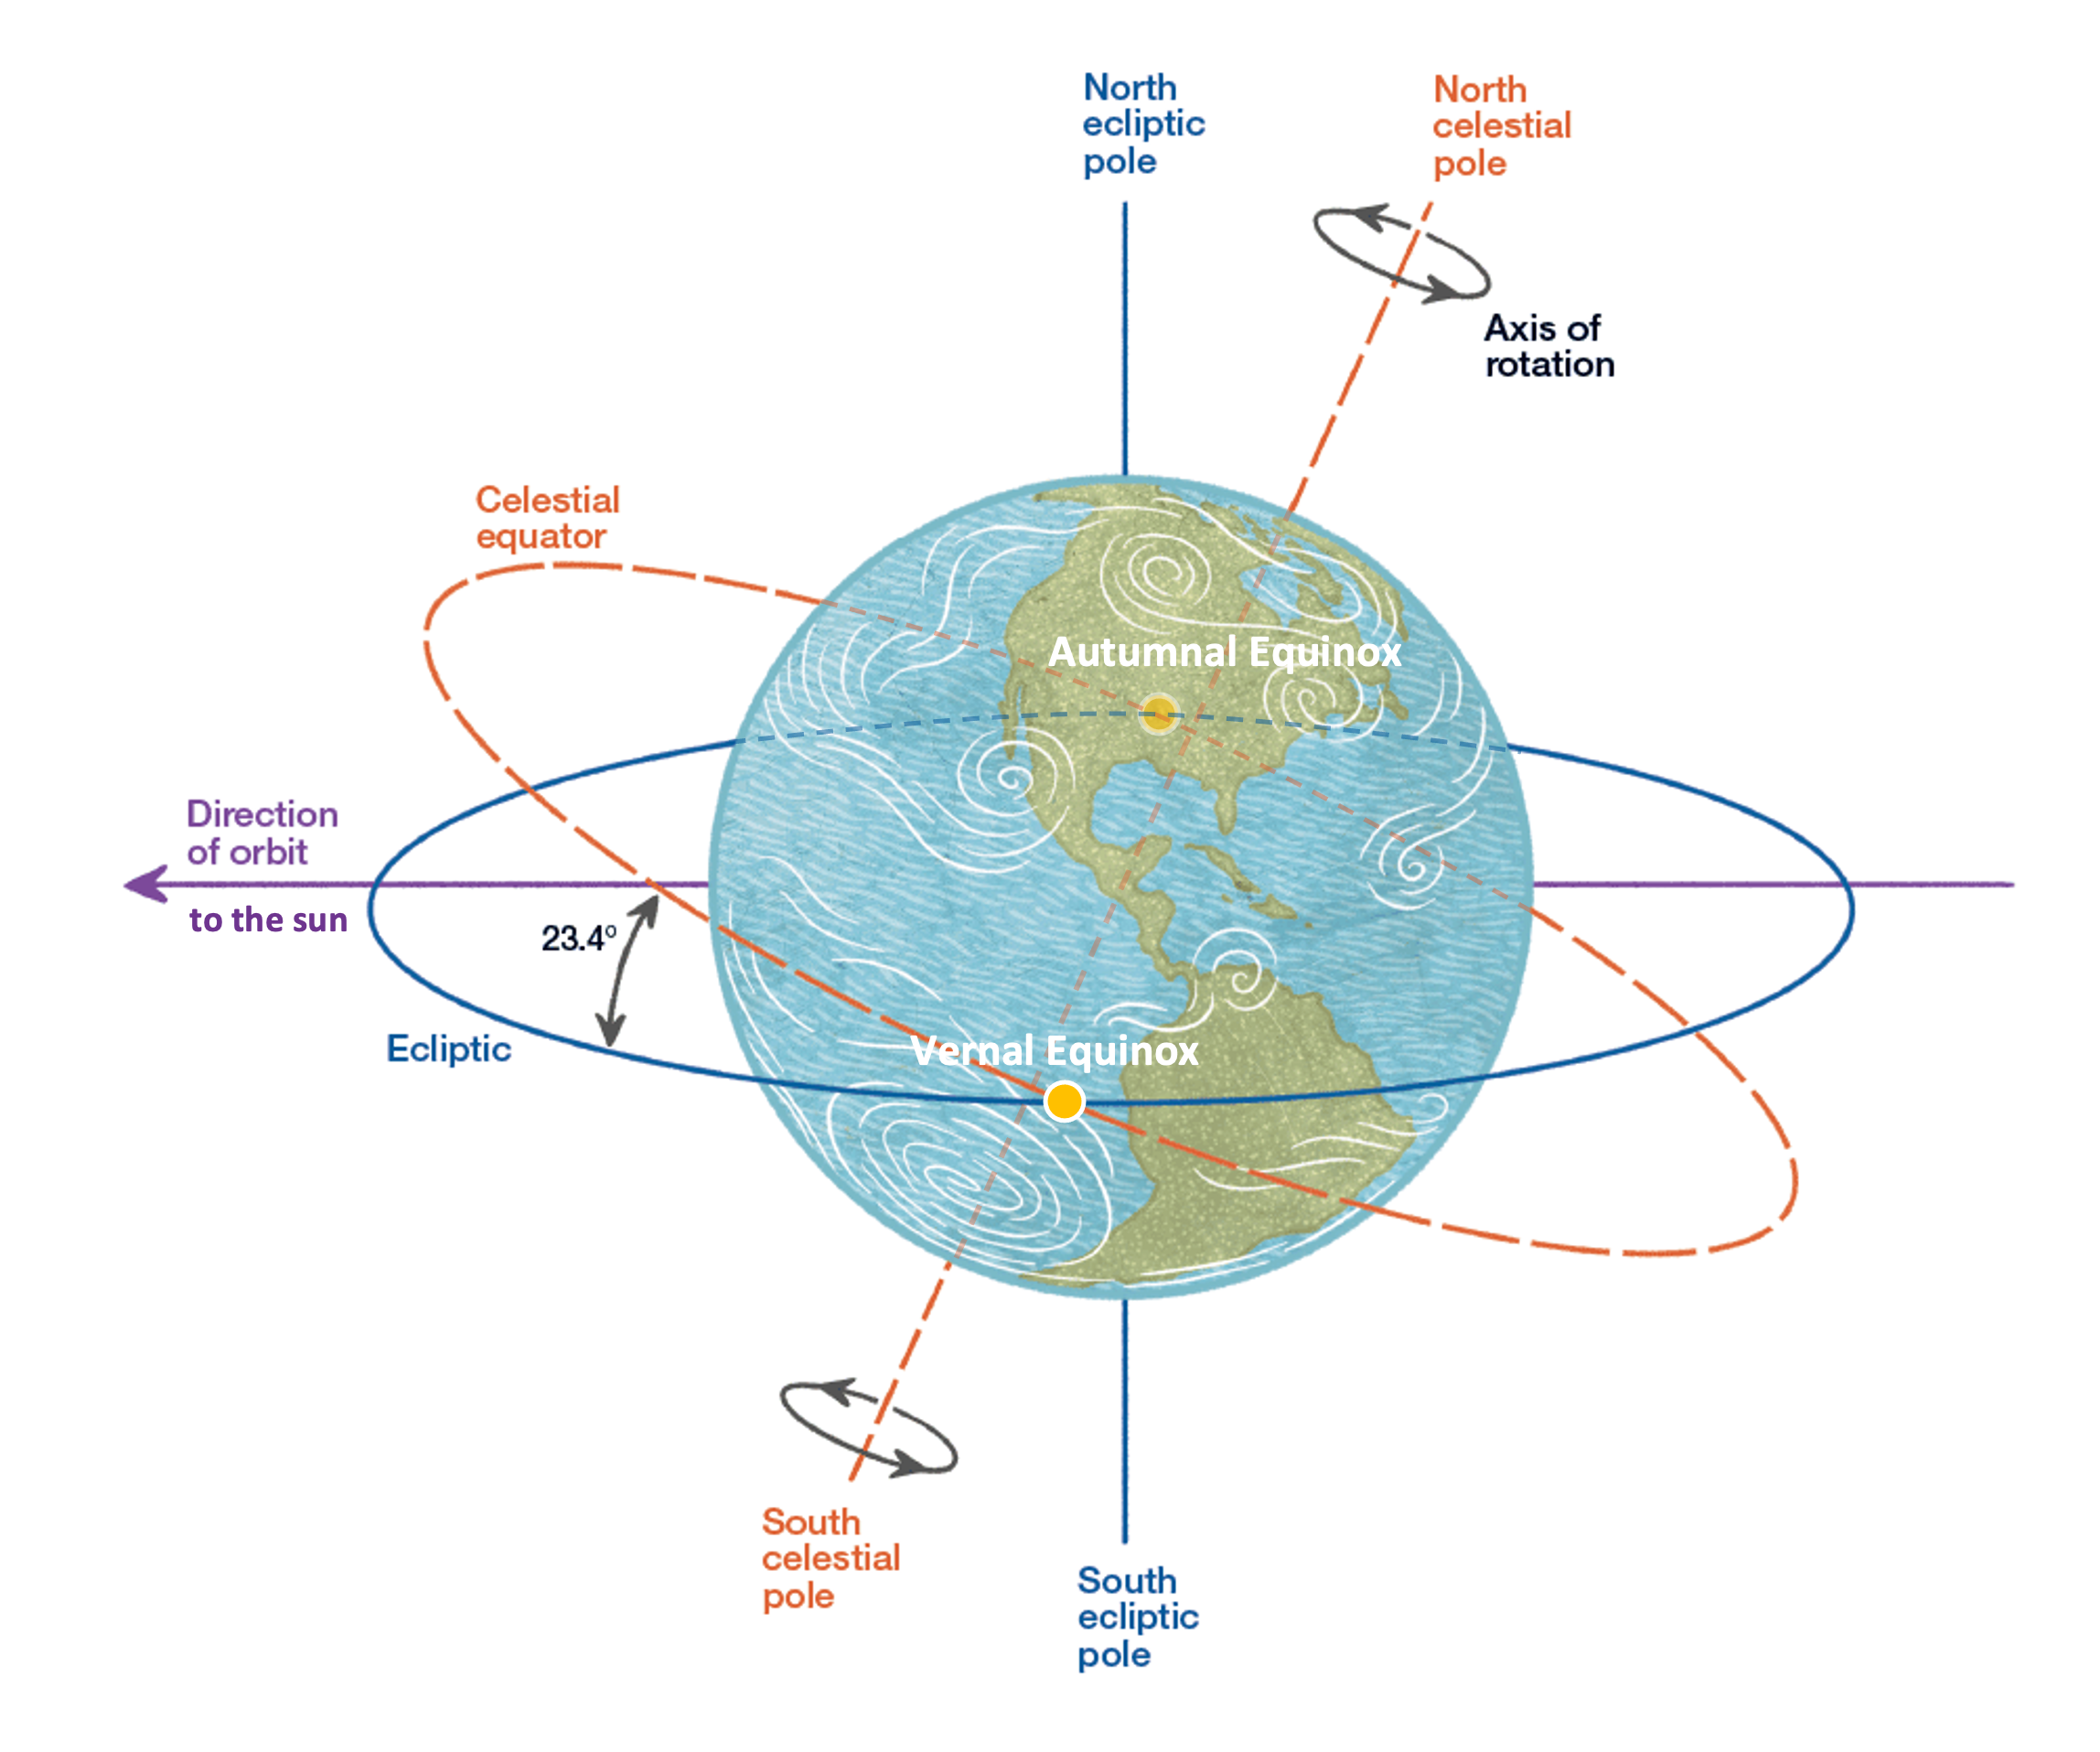 North
ecliptic
pole
North
celestial
pole
Axis of
rotation
Celestial
equator
Autumnal Equinox
Direction
of orbit
to the sun
23.4º
Ecliptic
Vernal Equinox
South
celestial
pole
South
ecliptic
pole